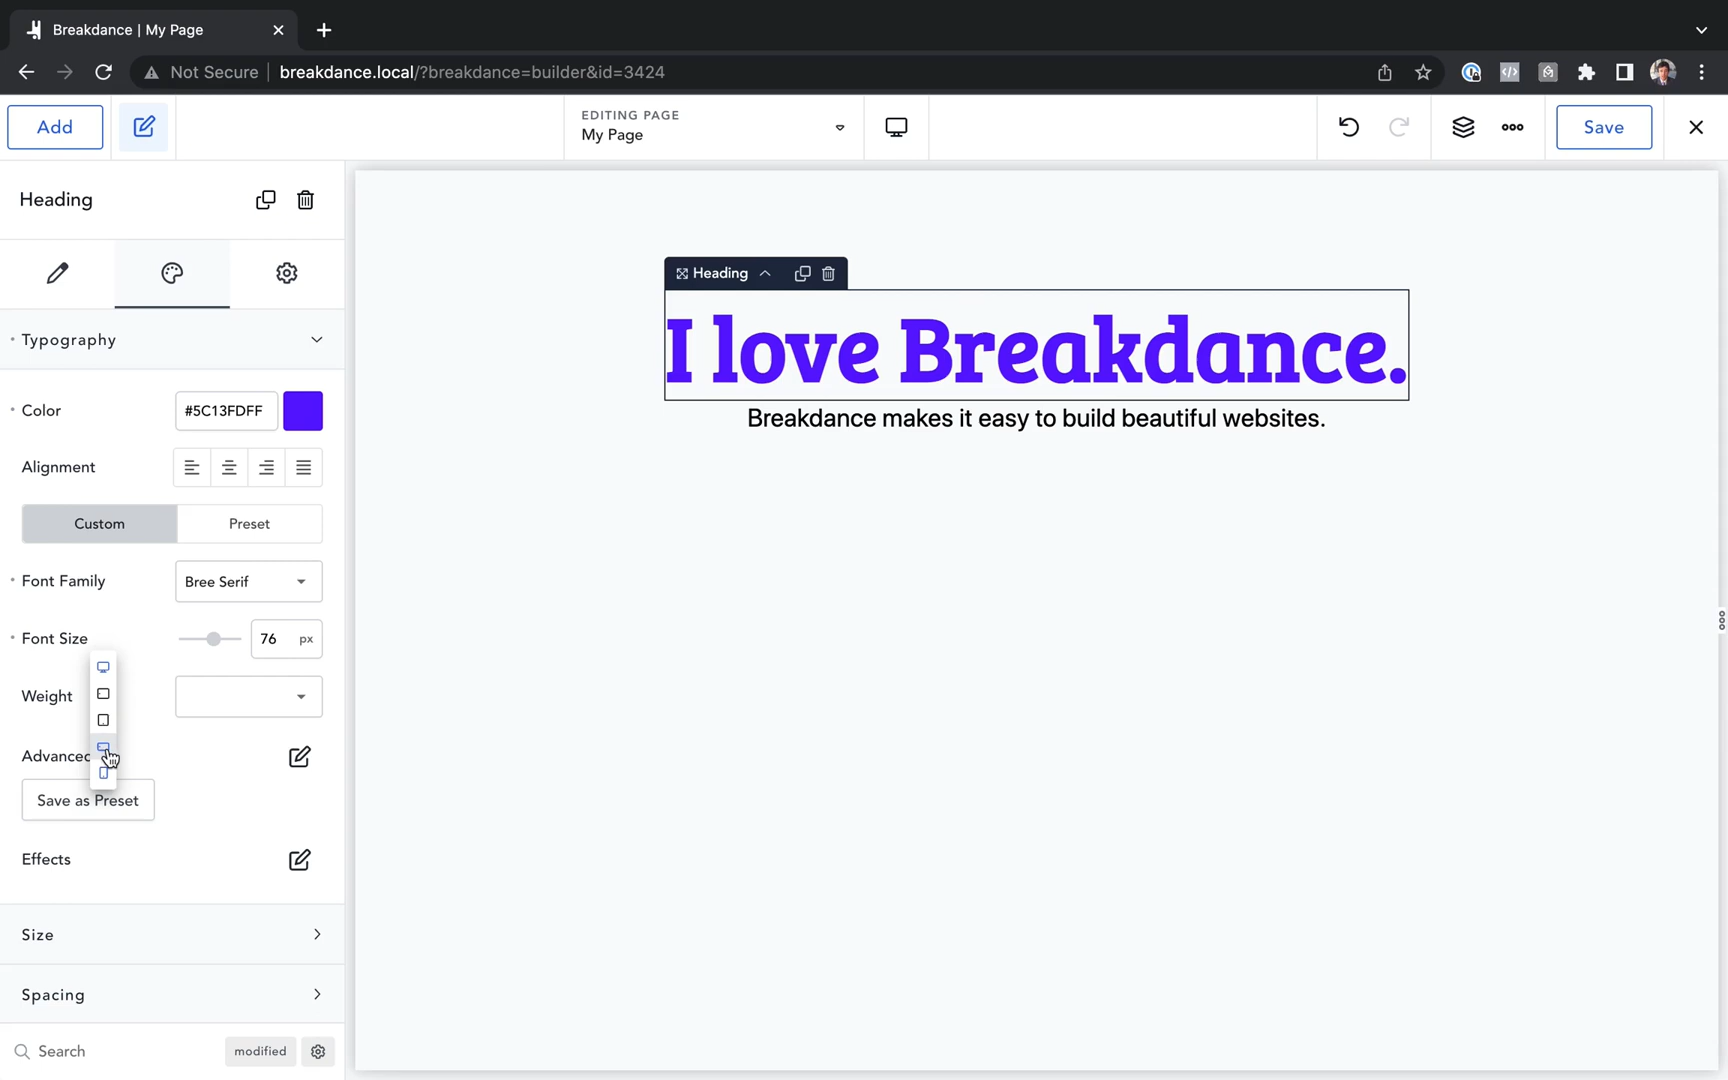 Breakdance | My Page
Not Secure
breakdance.local/?breakdance=builder&id=3424
Add
EDITING PAGE
My Page
Save
Heading
Typography
Color
#5C13FDFF
Alignment
Custom
Preset
Font Family
Bree Serif
Font Size
76 px
Weight
Advanced
Save as Preset
Effects
Size
Spacing
Search
modified
Heading
I love Breakdance.
Breakdance makes it easy to build beautiful websites.